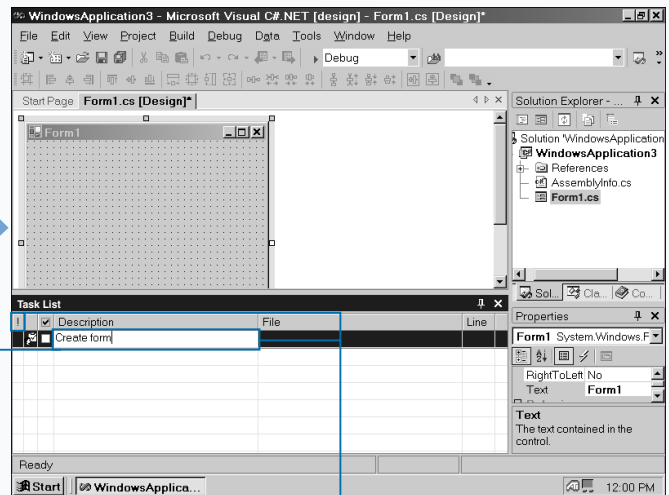 WindowsApplication3 - Microsoft Visual C#.NET [design] - Form1.cs [Design]*
File Edit View Project Build Debug Data Tools Window Help
Debug
Start Page Form1.cs [Design]*
Form1
Solution Explorer - ...
Solution 'WindowsApplication
WindowsApplication3
References
AssemblyInfo.cs
Form1.cs
Sol... Cla... Co...
Task List
! Description File Line
Create form
Properties
Form1 System.Windows.F
RightToLeft No
Text Form1
Text
The text contained in the
control.
Ready
Start WindowsApplica... 12:00 PM